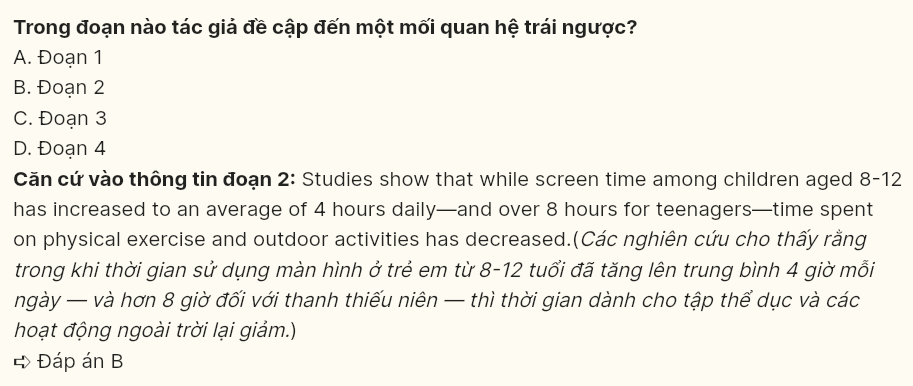 Trong đoạn nào tác giả đề cập đến một mối quan hệ trái ngược?
A. Đoạn 1
B. Đoạn 2
C. Đoạn 3
D. Đoạn 4
Căn cứ vào thông tin đoạn 2: Studies show that while screen time among children aged 8-12
has increased to an average of 4 hours daily—and over 8 hours for teenagers—time spent
on physical exercise and outdoor activities has decreased.(Các nghiên cứu cho thấy rằng
trong khi thời gian sử dụng màn hình ở trẻ em từ 8-12 tuổi đã tăng lên trung bình 4 giờ mỗi
ngày — và hơn 8 giờ đối với thanh thiếu niên — thì thời gian dành cho tập thể dục và các
hoạt động ngoài trời lại giảm.)
➪ Đáp án B